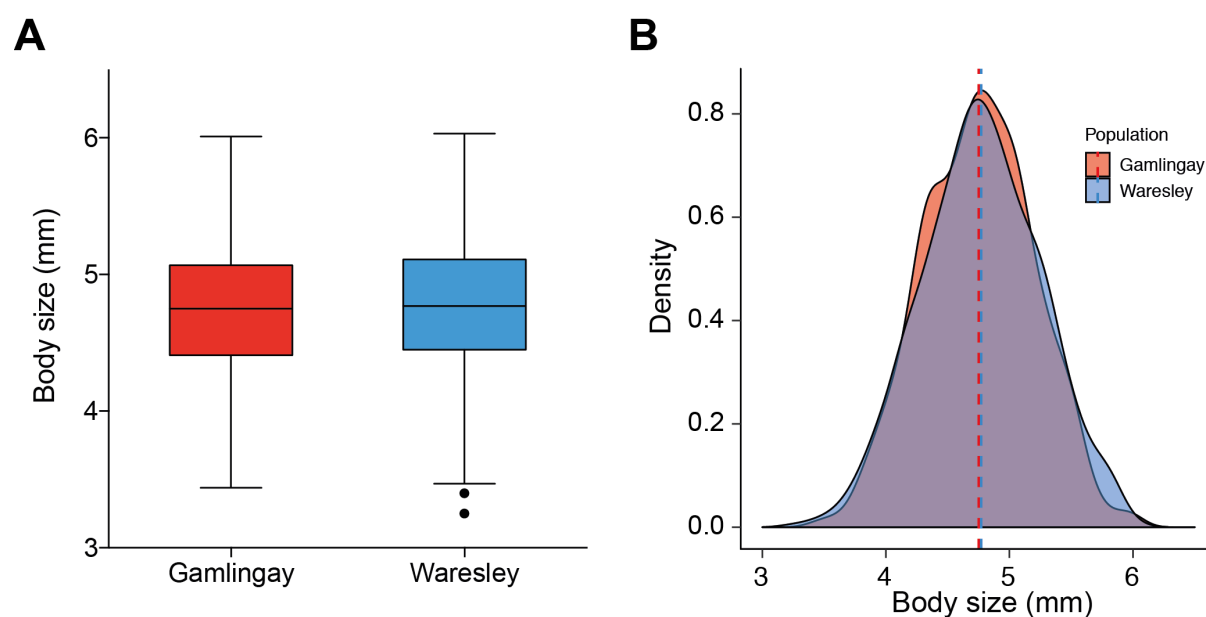 A
Body size (mm)
6
5
4
3
Gamlingay
Waresley
B
Density
0.8
0.6
0.4
0.2
0.0
3
4
5
6
Body size (mm)
Population
Gamlingay
Waresley